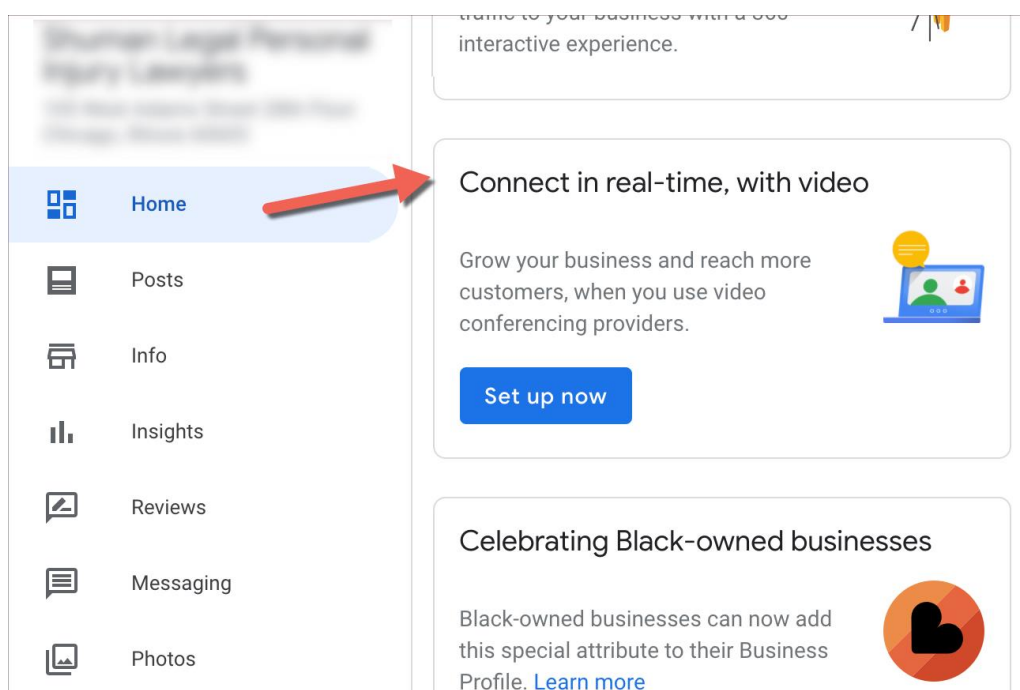 interactive experience.
Home
Posts
Info
Insights
Reviews
Messaging
Photos
Connect in real-time, with video
Grow your business and reach more
customers, when you use video
conferencing providers.
Set up now
Celebrating Black-owned businesses
Black-owned businesses can now add
this special attribute to their Business
Profile. Learn more